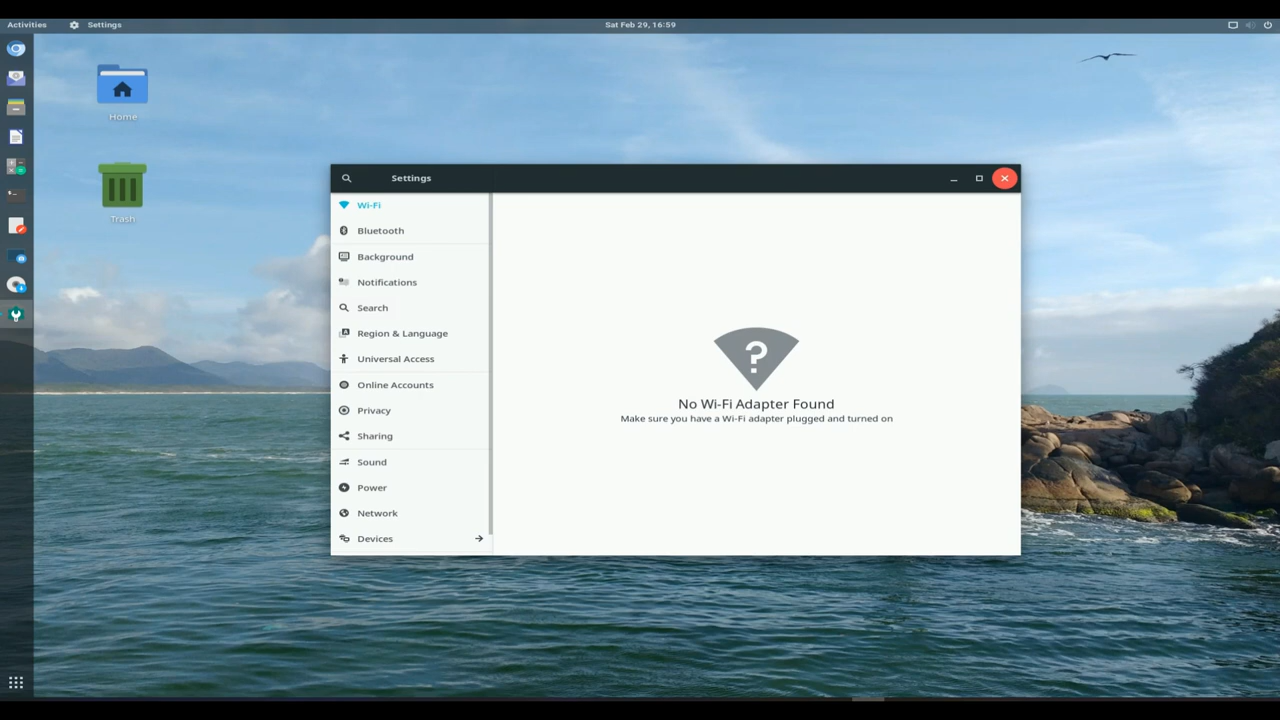 Activities
Settings
Sat Feb 29, 16:59
Home
Trash
Settings
Wi-Fi
Bluetooth
Background
Notifications
Search
Region & Language
Universal Access
Online Accounts
Privacy
Sharing
Sound
Power
Network
Devices
?
No Wi-Fi Adapter Found
Make sure you have a Wi-Fi adapter plugged and turned on